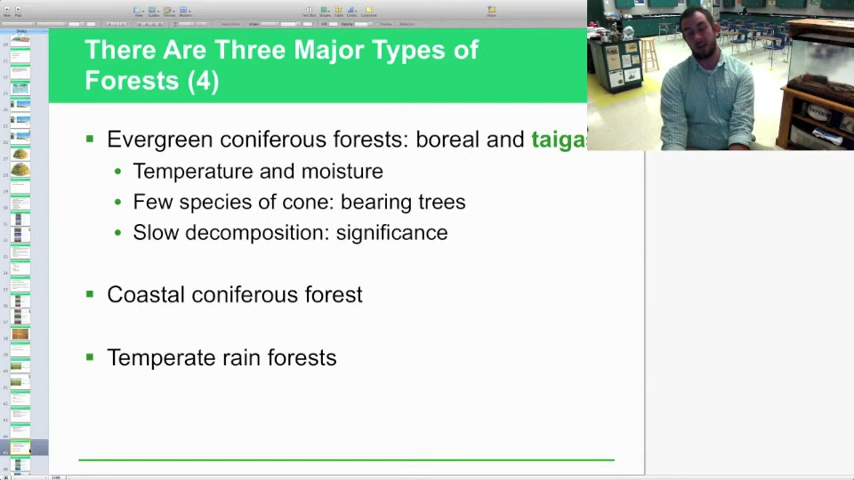 There Are Three Major Types of
Forests (4)
Evergreen coniferous forests: boreal and taiga
Temperature and moisture
Few species of cone: bearing trees
Slow decomposition: significance
Coastal coniferous forest
Temperate rain forests